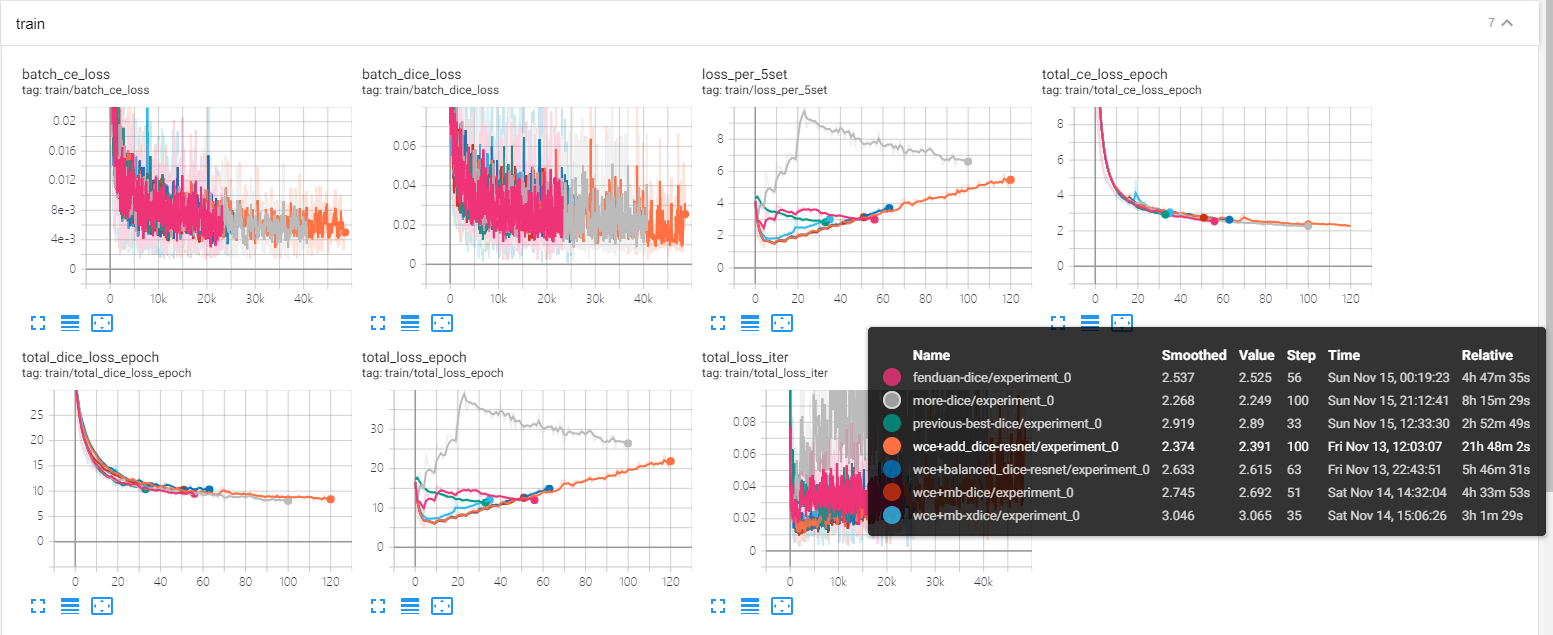 train
7
batch_ce_loss
tag: train/batch_ce_loss
0.02
0.016
0.012
8e-3
4e-3
0
0 10k 20k 30k 40k
batch_dice_loss
tag: train/batch_dice_loss
0.06
0.04
0.02
0
0 10k 20k 30k 40k
loss_per_5set
tag: train/loss_per_5set
8
6
4
2
0
0 20 40 60 80 100 120
total_ce_loss_epoch
tag: train/total_ce_loss_epoch
8
6
4
2
0
0 20 40 60 80 100 120
total_dice_loss_epoch
tag: train/total_dice_loss_epoch
25
20
15
10
5
0
0 20 40 60 80 100 120
total_loss_epoch
tag: train/total_loss_epoch
30
20
10
0
0 20 40 60 80 100 120
total_loss_iter
tag: train/total_loss_iter
0.08
0.06
0.04
0.02
0
0 10k 20k 30k 40k
Name Smoothed Value Step Time Relative
fenduan-dice/experiment_0 2.537 2.525 56 Sun Nov 15, 00:19:23 4h 47m 35s
more-dice/experiment_0 2.268 2.249 100 Sun Nov 15, 21:12:41 8h 15m 29s
previous-best-dice/experiment_0 2.919 2.89 33 Sun Nov 15, 12:33:30 2h 52m 49s
wce+add_dice-resnet/experiment_0 2.374 2.391 100 Fri Nov 13, 12:03:07 21h 48m 2s
wce+balanced_dice-resnet/experiment_0 2.633 2.615 63 Fri Nov 13, 22:43:51 5h 46m 31s
wce+mb-dice/experiment_0 2.745 2.692 51 Sat Nov 14, 14:32:04 4h 33m 53s
wce+mb-xdice/experiment_0 3.046 3.065 35 Sat Nov 14, 15:06:26 3h 1m 29s